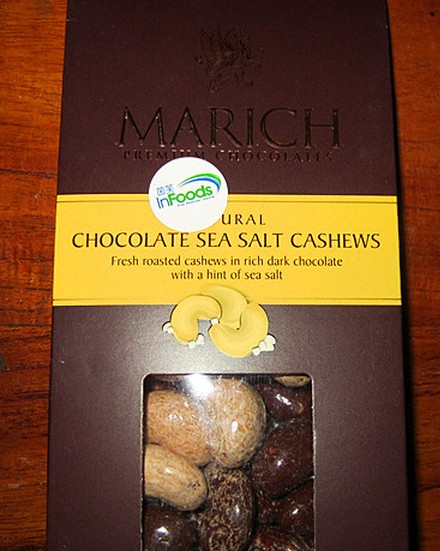 MARICH
PREMIUM CHOCOLATES
InFoods
URAL
CHOCOLATE SEA SALT CASHEWS
Fresh roasted cashews in rich dark chocolate
with a hint of sea salt